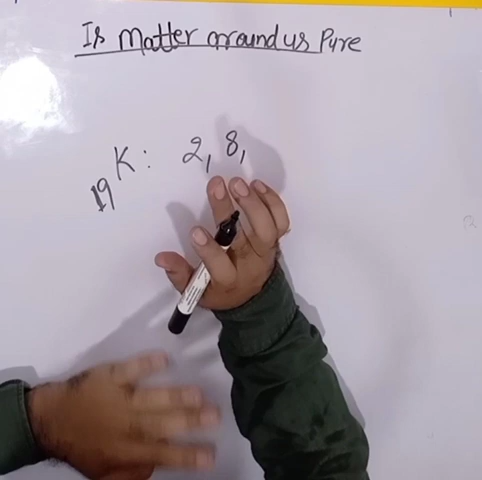 Is Matter around us Pure
19K: 2, 8,